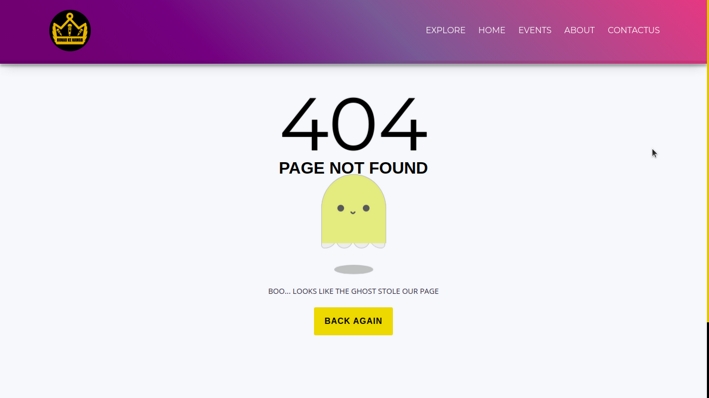 EXPLORE HOME EVENTS ABOUT CONTACTUS
404
PAGE NOT FOUND
BOO... LOOKS LIKE THE GHOST STOLE OUR PAGE
BACK AGAIN